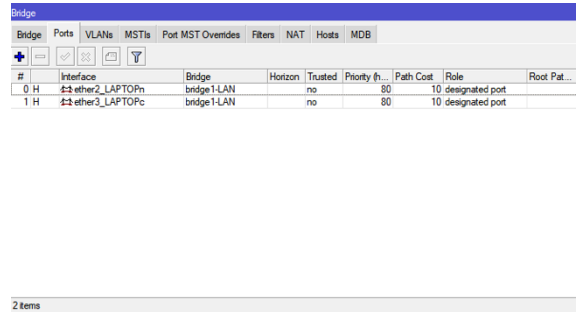 Bridge
Bridge Ports VLANs MSTIs Port MST Overrides Filters NAT Hosts MDB
# Interface Bridge Horizon Trusted Priority (h... Path Cost Role Root Pat...
0 H ether2_LAPTOPn bridge1-LAN no 80 10 designated port
1 H ether3_LAPTOPc bridge1-LAN no 80 10 designated port
2 items